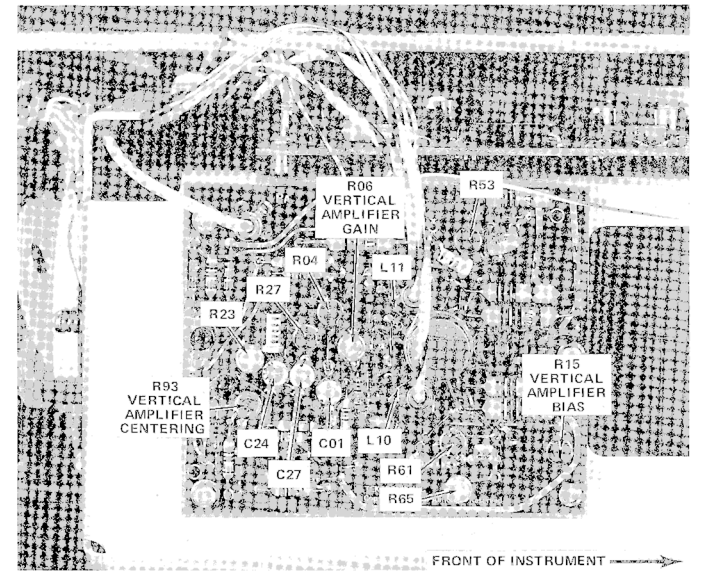 R06
VERTICAL
AMPLIFIER
GAIN
R53
R04
L11
R27
R23
R93
VERTICAL
AMPLIFIER
CENTERING
R15
VERTICAL
AMPLIFIER
BIAS
C24
C01
L10
C27
R61
R65
FRONT OF INSTRUMENT